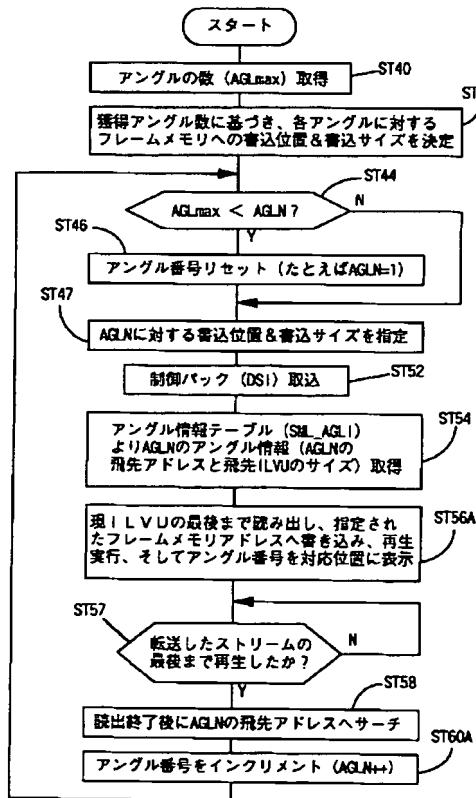 スタート
アングルの数（AGLmax）取得
ST40
ST
獲得アングル数に基づき、各アングルに対する
フレームメモリへの書込位置＆書込サイズを決定
ST44
AGLmax ＜ AGLN？
N
Y
ST46
アングル番号リセット（たとえばAGLN=1）
ST47
AGLNに対する書込位置＆書込サイズを指定
制御パック（DSI）取込
ST52
アングル情報テーブル（SML_AGLI）
よりAGLNのアングル情報（AGLNの
飛先アドレスと飛先ILVUのサイズ）取得
ST54
現ILVUの最後まで読み出し、指定され
たフレームメモリアドレスへ書き込み、再生
実行、そしてアングル番号を対応位置に表示
ST56A
ST57
転送したストリームの
最後まで再生したか？
N
Y
ST58
読出終了後にAGLNの飛先アドレスへサーチ
ST60A
アングル番号をインクリメント（AGLN++）